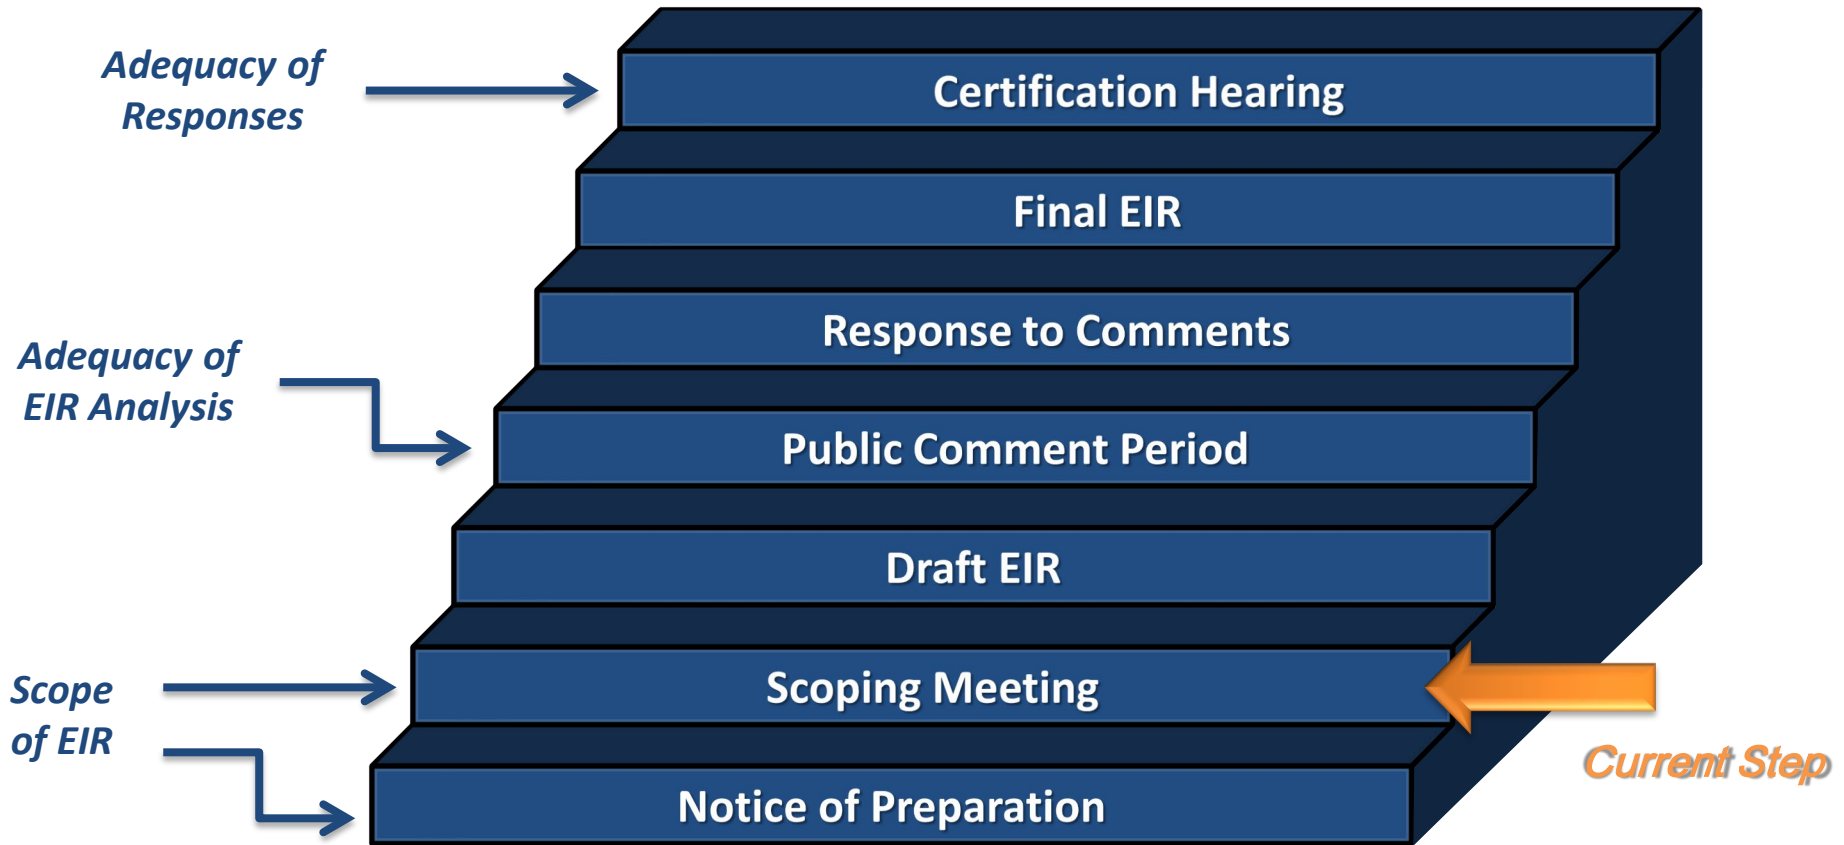 Adequacy of
Responses
Certification Hearing
Final EIR
Response to Comments
Adequacy of
EIR Analysis
Public Comment Period
Draft EIR
Scope
of EIR
Scoping Meeting
Current Step
Notice of Preparation